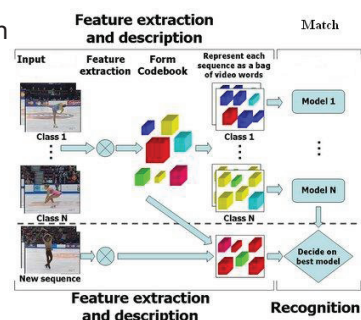 n
Feature extraction
and description
Match
Input
Feature
extraction
Form
Codebook
Represent each
sequence as a bag
of video words
Class 1
Class 1
Model 1
Class N
Class N
Model N
New sequence
Decide on
best model
Feature extraction
and description
Recognition